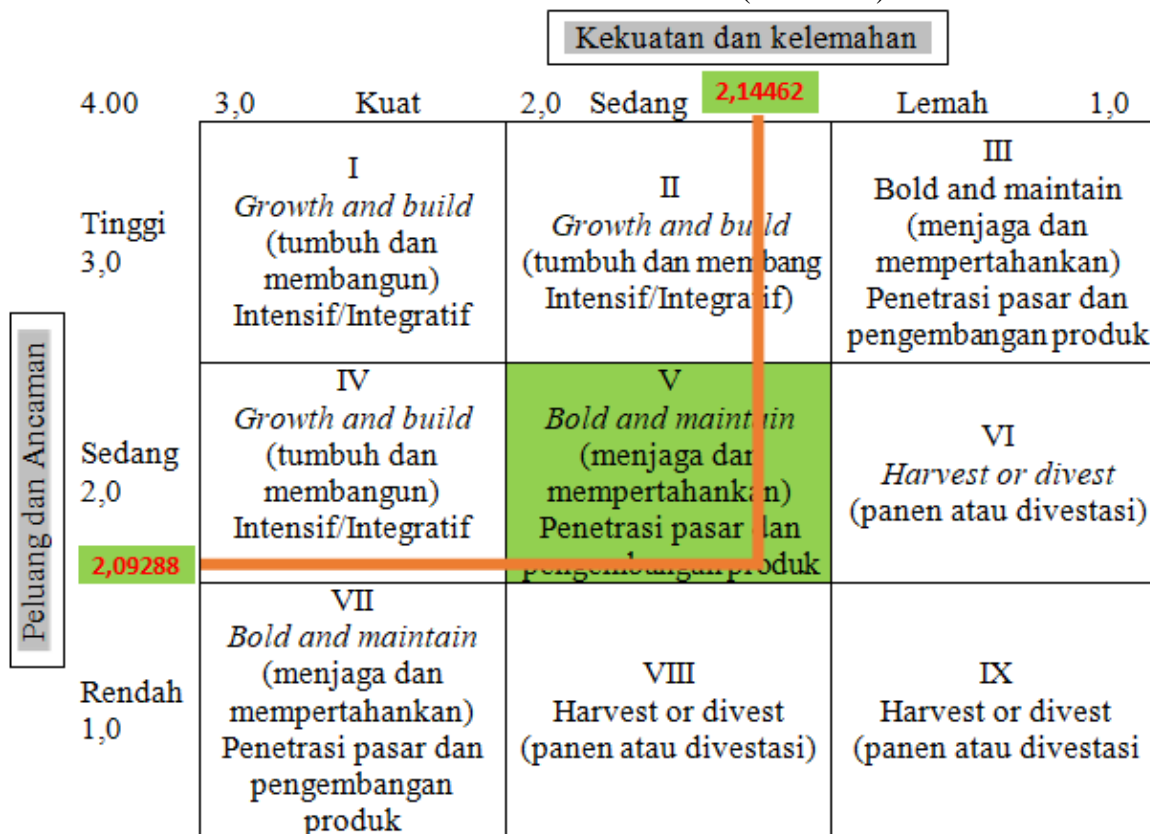 Kekuatan dan kelemahan
4.00 3,0 Kuat 2,0 Sedang 2,14462 Lemah 1,0
Peluang dan Ancaman
Tinggi
3,0
I
Growth and build
(tumbuh dan
membangun)
Intensif/Integratif
II
Growth and build
(tumbuh dan membang
Intensif/Integratif)
III
Bold and maintain
(menjaga dan
mempertahankan)
Penetrasi pasar dan
pengembangan produk
Sedang
2,0
2,09288
IV
Growth and build
(tumbuh dan
membangun)
Intensif/Integratif
V
Bold and maintain
(menjaga dan
mempertahankan)
Penetrasi pasar dan
pengembangan produk
VI
Harvest or divest
(panen atau divestasi)
Rendah
1,0
VII
Bold and maintain
(menjaga dan
mempertahankan)
Penetrasi pasar dan
pengembangan
produk
VIII
Harvest or divest
(panen atau divestasi)
IX
Harvest or divest
(panen atau divestasi